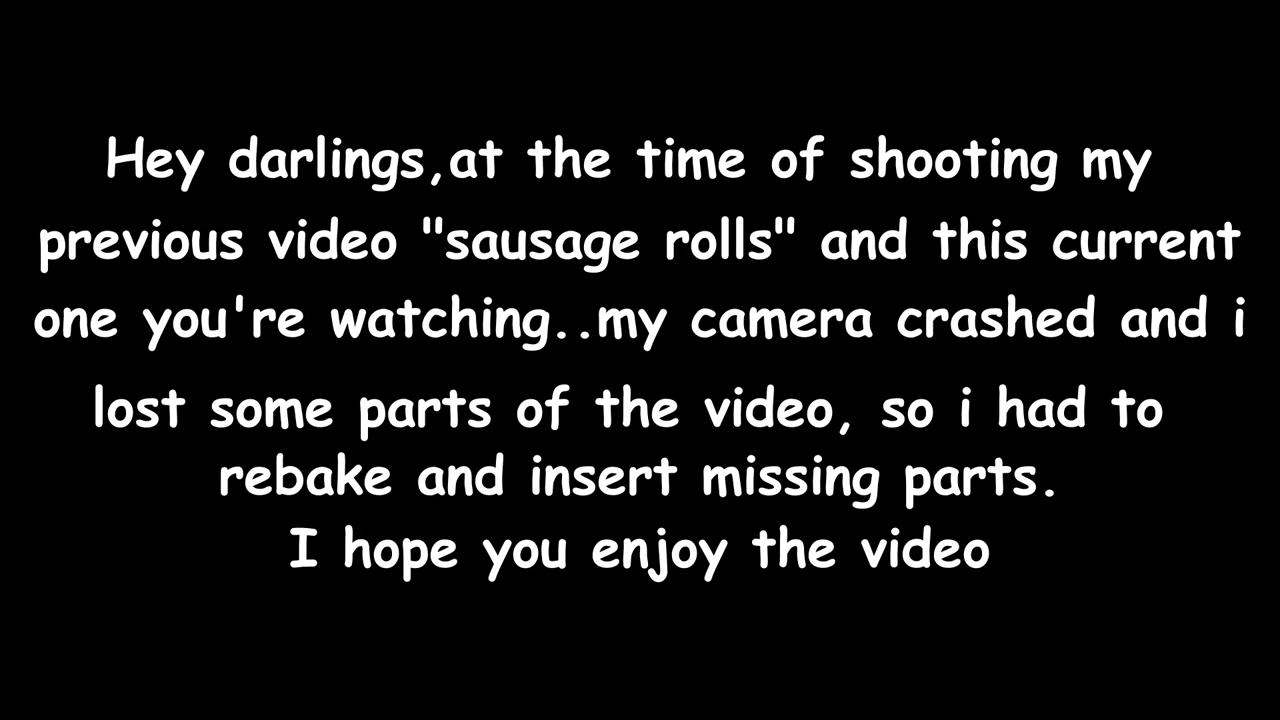 Hey darlings,at the time of shooting my
previous video "sausage rolls" and this current
one you're watching..my camera crashed and i
lost some parts of the video, so i had to
rebake and insert missing parts.
I hope you enjoy the video